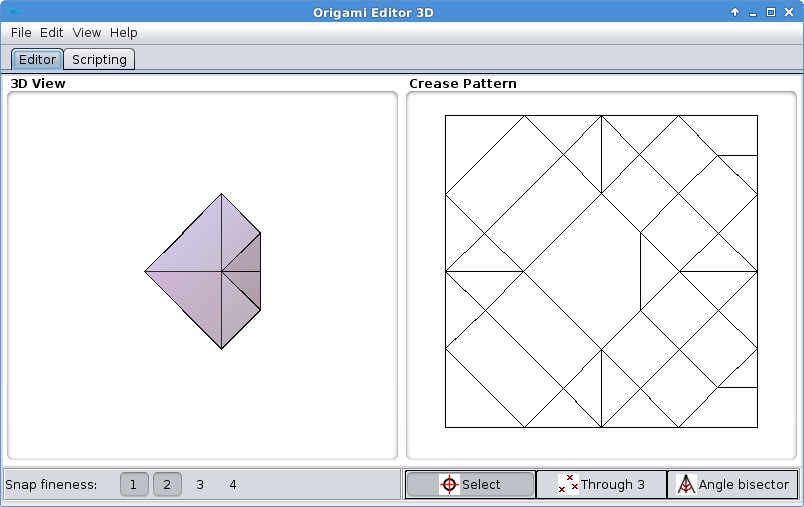 Origami Editor 3D
File Edit View Help
Editor Scripting
3D View Crease Pattern
Snap fineness: 1 2 3 4 Select Through 3 Angle bisector